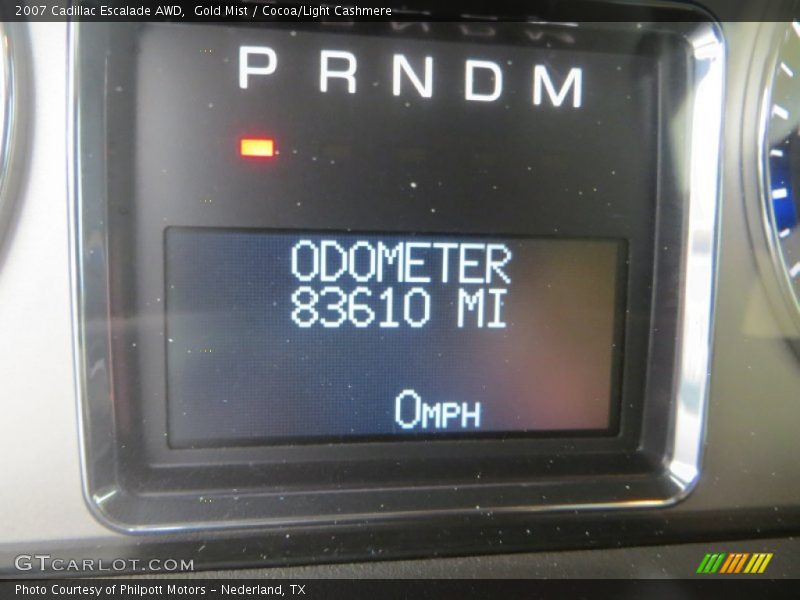 2007 Cadillac Escalade AWD, Gold Mist / Cocoa/Light Cashmere
P R N D M
ODOMETER
83610 MI
0MPH
GTCARLOT.COM
Photo Courtesy of Philpott Motors - Nederland, TX